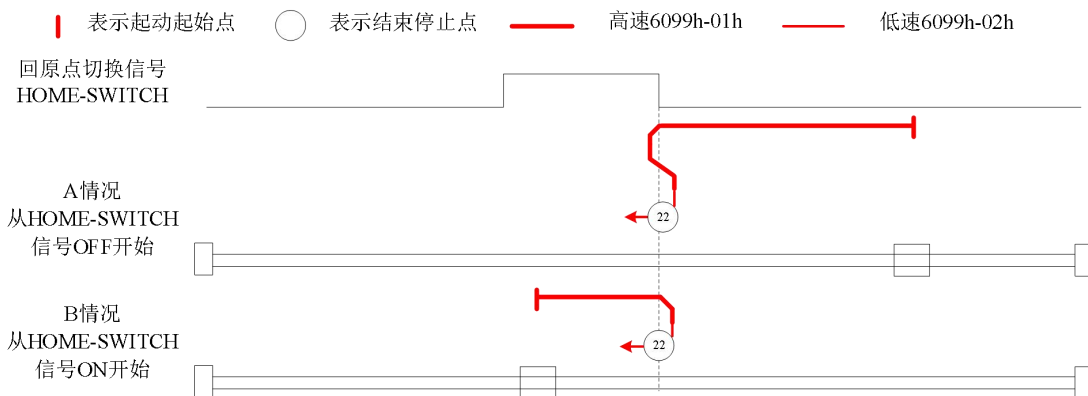 表示起动起始点 表示结束停止点 高速6099h-01h 低速6099h-02h
回原点切换信号
HOME-SWITCH
A情况
从HOME-SWITCH
信号OFF开始
22
B情况
从HOME-SWITCH
信号ON开始
22